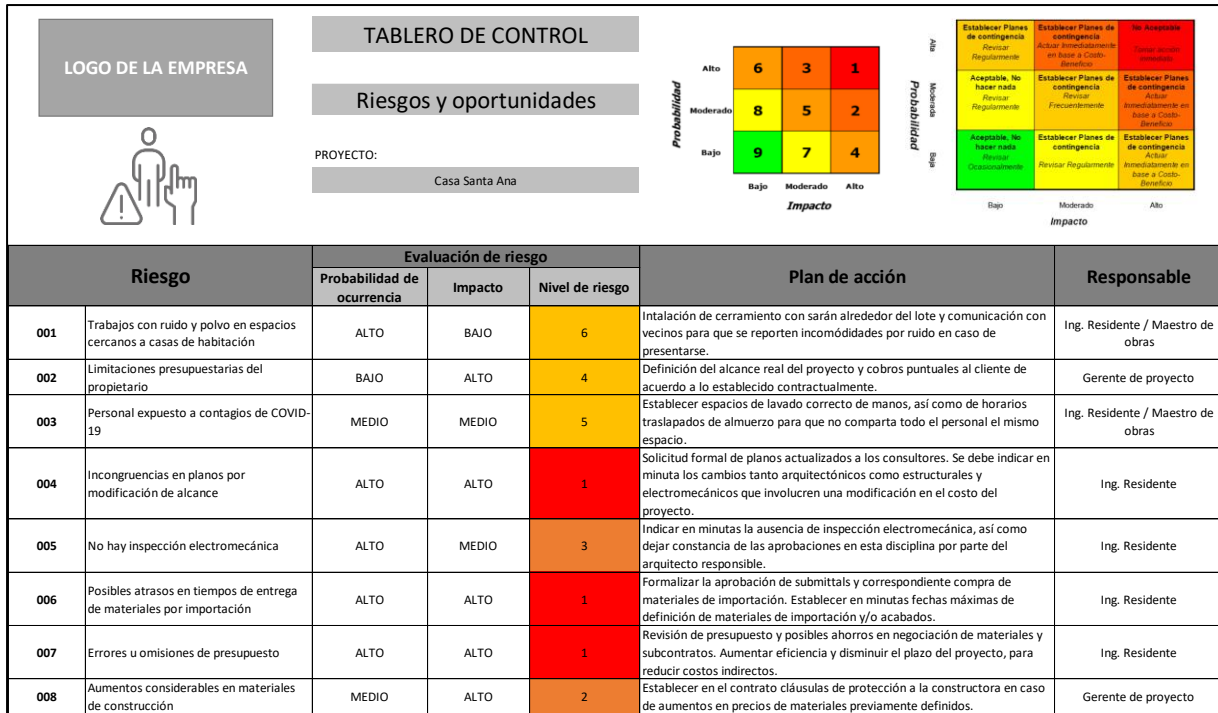 LOGO DE LA EMPRESA
TABLERO DE CONTROL
Riesgos y oportunidades
PROYECTO:
Casa Santa Ana
Probabilidad
Alto
6
3
1
Moderado
8
5
2
Bajo
9
7
4
Bajo
Moderado
Alto
Impacto
Probabilidad
Alta
Moderada
Baja
Establecer Planes
de contingencia
Revisar
Regularmente
Establecer Planes de
contingencia
Actuar Inmediatamente
en base a Costo-
Beneficio
No Aceptable
Tomar acción
inmediata
Aceptable, No
hacer nada
Revisar
Regularmente
Establecer Planes de
contingencia
Revisar
Frecuentemente
Establecer Planes
de contingencia
Actuar
Inmediatamente en
base a Costo-
Beneficio
Aceptable, No
hacer nada
Revisar
Ocasionalmente
Establecer Planes de
contingencia
Revisar Regularmente
Establecer Planes
de contingencia
Actuar
Inmediatamente en
base a Costo-
Beneficio
Bajo
Moderado
Alto
Impacto
Riesgo
Evaluación de riesgo
Probabilidad de
ocurrencia
Impacto
Nivel de riesgo
Plan de acción
Responsable
001
Trabajos con ruido y polvo en espacios
cercanos a casas de habitación
ALTO
BAJO
6
Intalación de cerramiento con sarán alrededor del lote y comunicación con
vecinos para que se reporten incomódidades por ruido en caso de
presentarse.
Ing. Residente / Maestro de
obras
002
Limitaciones presupuestarias del
propietario
BAJO
ALTO
4
Definición del alcance real del proyecto y cobros puntuales al cliente de
acuerdo a lo establecido contractualmente.
Gerente de proyecto
003
Personal expuesto a contagios de COVID-
19
MEDIO
MEDIO
5
Establecer espacios de lavado correcto de manos, así como de horarios
traslapados de almuerzo para que no comparta todo el personal el mismo
espacio.
Ing. Residente / Maestro de
obras
004
Incongruencias en planos por
modificación de alcance
ALTO
ALTO
1
Solicitud formal de planos actualizados a los consultores. Se debe indicar en
minuta los cambios tanto arquitectónicos como estructurales y
electromecánicos que involucren una modificación en el costo del
proyecto.
Ing. Residente
005
No hay inspección electromecánica
ALTO
MEDIO
3
Indicar en minutas la ausencia de inspección electromecánica, así como
dejar constancia de las aprobaciones en esta disciplina por parte del
arquitecto responsible.
Ing. Residente
006
Posibles atrasos en tiempos de entrega
de materiales por importación
ALTO
ALTO
1
Formalizar la aprobación de submittals y correspondiente compra de
materiales de importación. Establecer en minutas fechas máximas de
definición de materiales de importación y/o acabados.
Ing. Residente
007
Errores u omisiones de presupuesto
ALTO
ALTO
1
Revisión de presupuesto y posibles ahorros en negociación de materiales y
subcontratos. Aumentar eficiencia y disminuir el plazo del proyecto, para
reducir costos indirectos.
Ing. Residente
008
Aumentos considerables en materiales
de construcción
MEDIO
ALTO
2
Establecer en el contrato cláusulas de protección a la constructora en caso
de aumentos en precios de materiales previamente definidos.
Gerente de proyecto